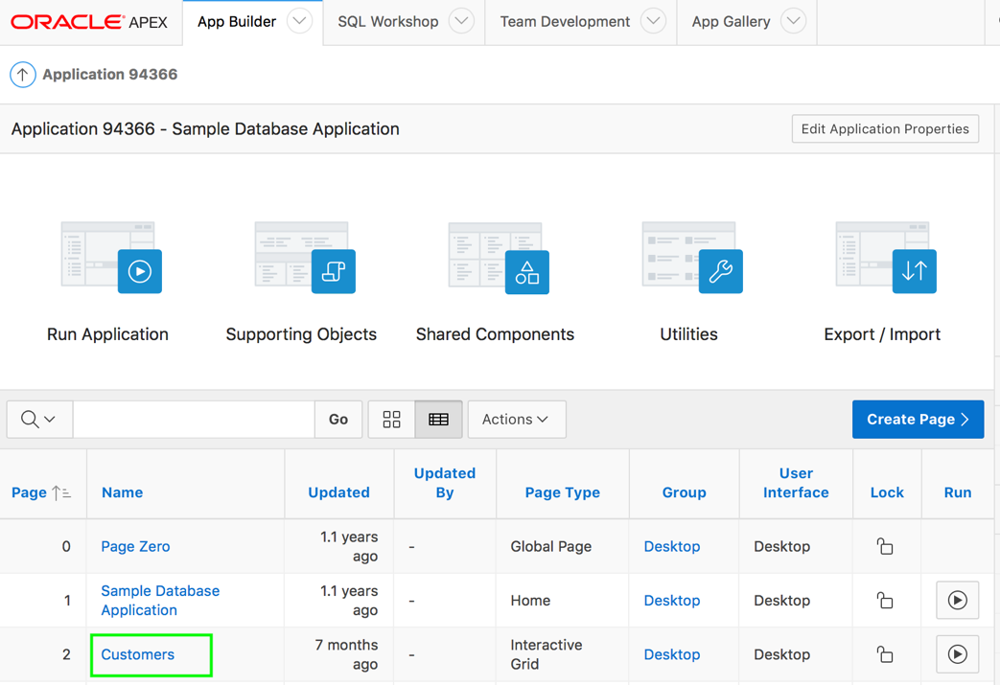 ORACLE® APEX
App Builder
SQL Workshop
Team Development
App Gallery
Application 94366
Application 94366 - Sample Database Application
Edit Application Properties
Run Application
Supporting Objects
Shared Components
Utilities
Export / Import
Go
Actions
Create Page
Page
Name
Updated
Updated
By
Page Type
Group
User
Interface
Lock
Run
0
Page Zero
1.1 years
ago
-
Global Page
Desktop
Desktop
1
Sample Database
Application
1.1 years
ago
-
Home
Desktop
Desktop
2
Customers
7 months
ago
-
Interactive
Grid
Desktop
Desktop